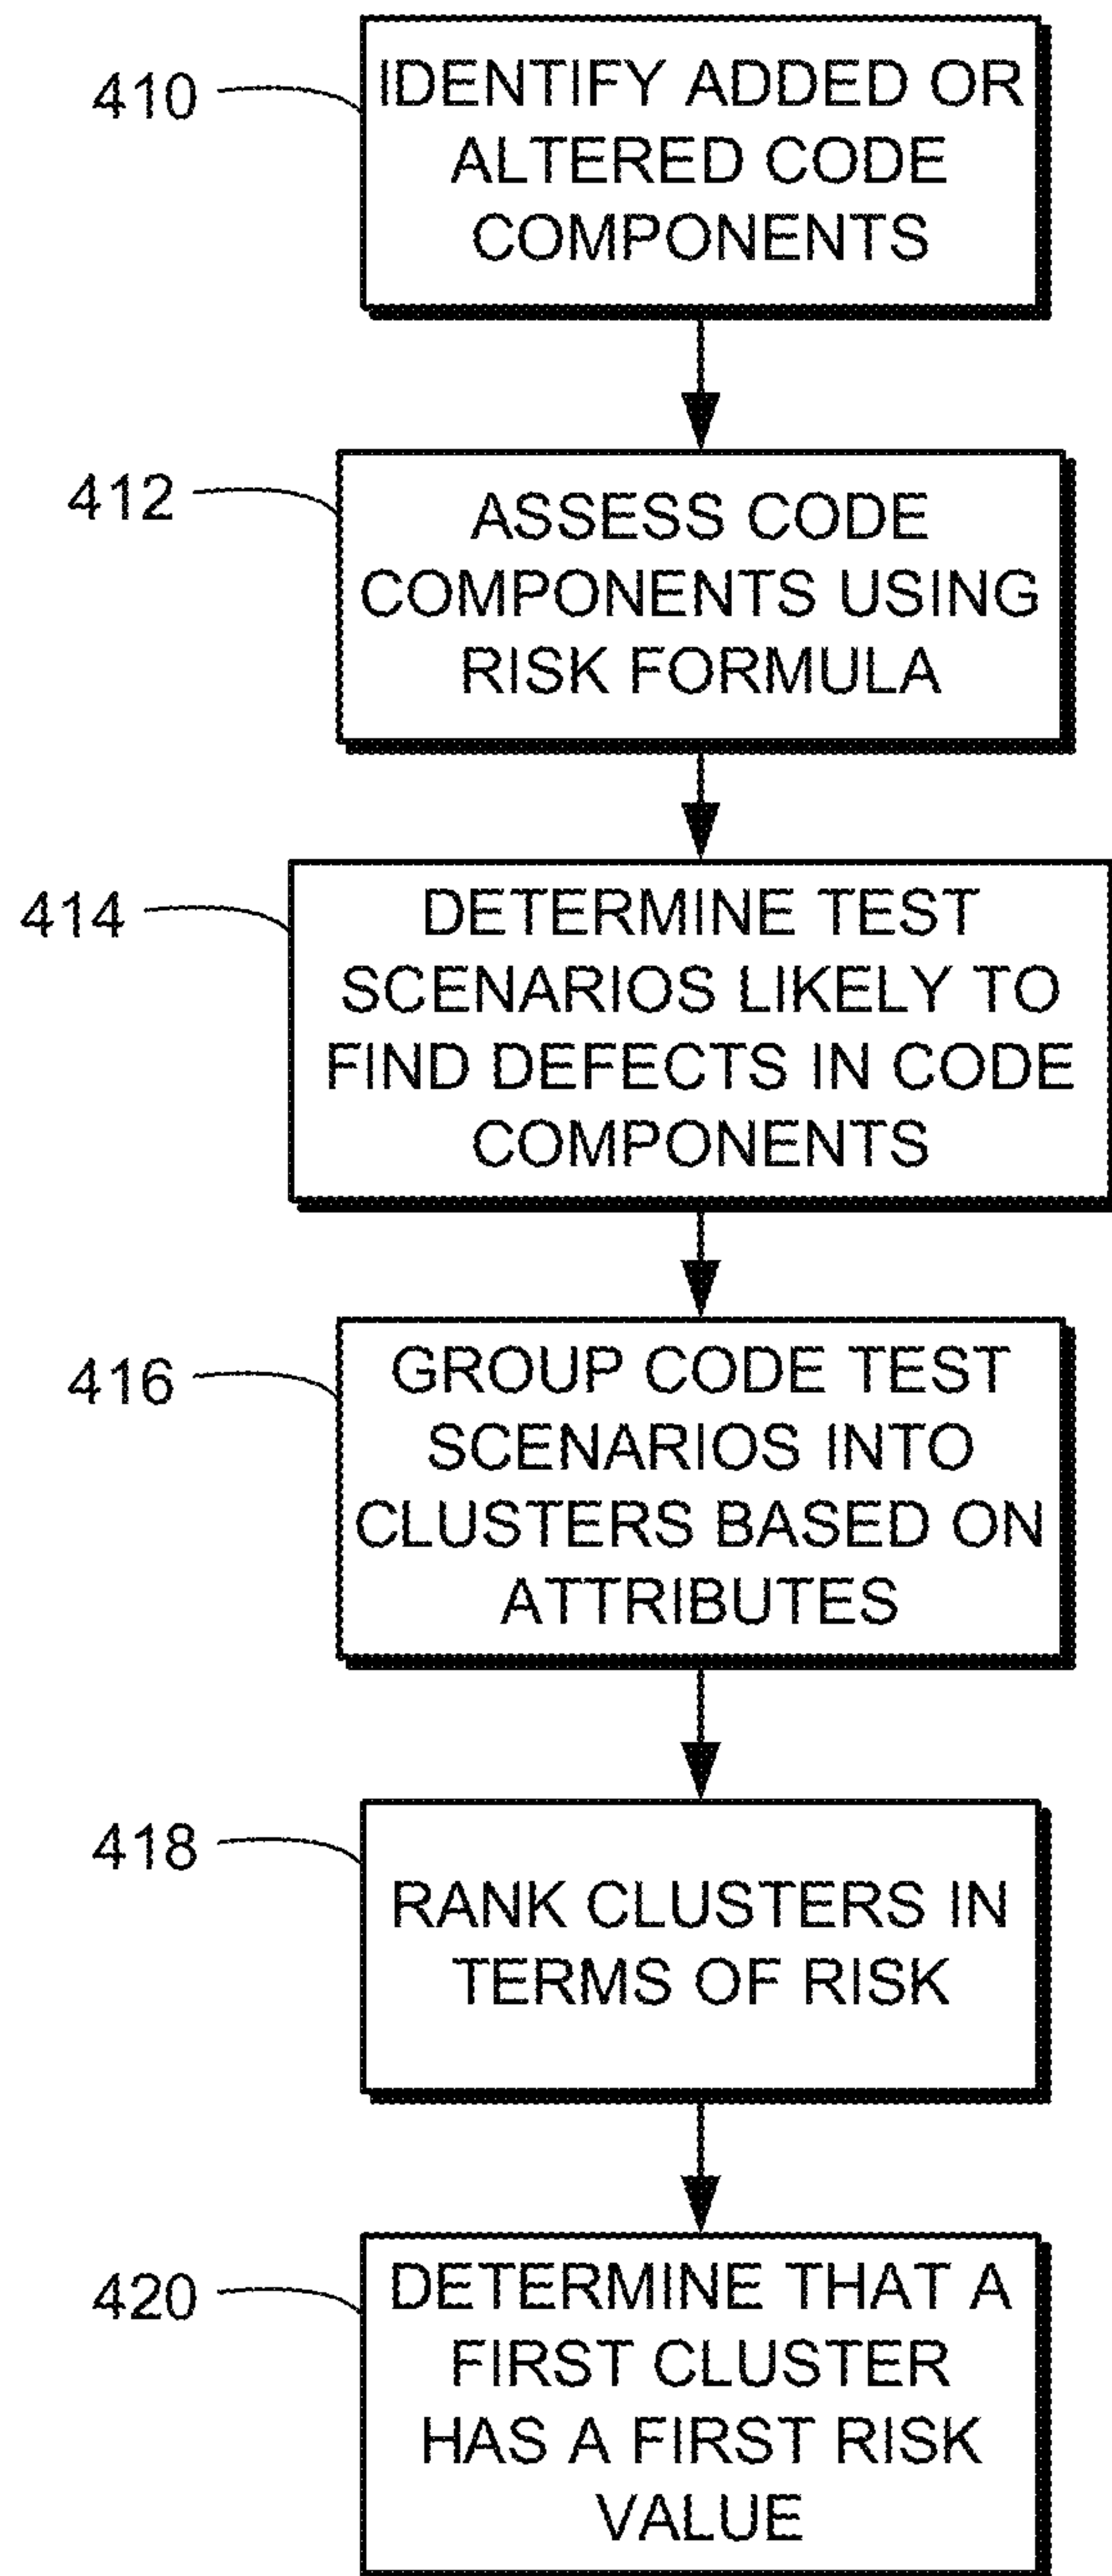 410
IDENTIFY ADDED OR
ALTERED CODE
COMPONENTS
412
ASSESS CODE
COMPONENTS USING
RISK FORMULA
414
DETERMINE TEST
SCENARIOS LIKELY TO
FIND DEFECTS IN CODE
COMPONENTS
416
GROUP CODE TEST
SCENARIOS INTO
CLUSTERS BASED ON
ATTRIBUTES
418
RANK CLUSTERS IN
TERMS OF RISK
420
DETERMINE THAT A
FIRST CLUSTER
HAS A FIRST RISK
VALUE